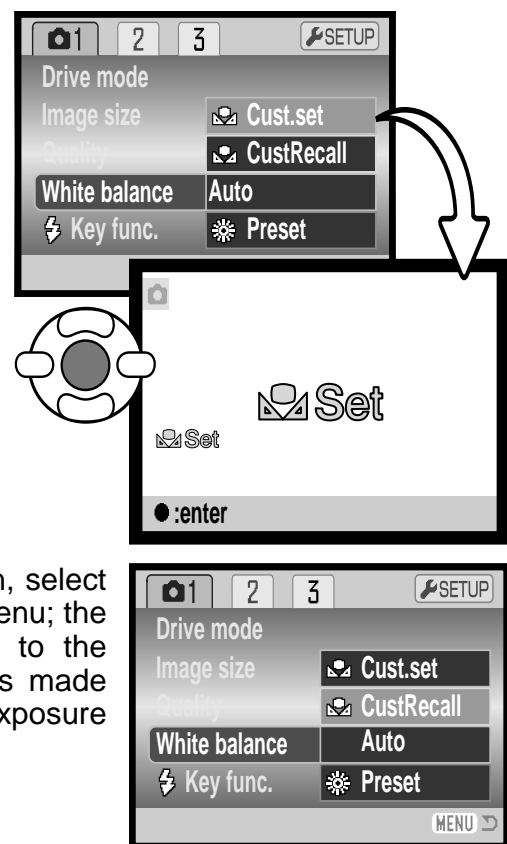 1 2 3 SETUP
Drive mode
Image size Cust.set
Quality CustRecall
White balance Auto
Key func. Preset
Set
Set
:enter
n, select
enu; the
to the
s made
xposure
1 2 3 SETUP
Drive mode
Image size Cust.set
Quality CustRecall
White balance Auto
Key func. Preset
MENU